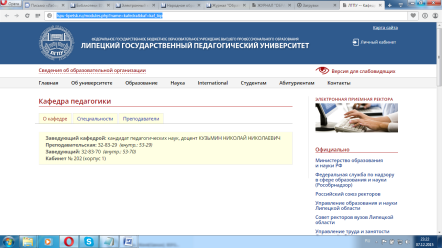 Карта сайта
ФЕДЕРАЛЬНОЕ ГОСУДАРСТВЕННОЕ БЮДЖЕТНОЕ ОБРАЗОВАТЕЛЬНОЕ УЧРЕЖДЕНИЕ ВЫСШЕГО ПРОФЕССИОНАЛЬНОГО ОБРАЗОВАНИЯ
ЛИПЕЦКИЙ ГОСУДАРСТВЕННЫЙ ПЕДАГОГИЧЕСКИЙ УНИВЕРСИТЕТ
Личный кабинет
Сведения об образовательной организации
Версия для слабовидящих
Главная Об университете Образование Наука International Студентам Абитуриентам Контакты
Кафедра педагогики
О кафедре Специальности Преподаватели
Заведующий кафедрой: кандидат педагогических наук, доцент КУЗЬМИН НИКОЛАЙ НИКОЛАЕВИЧ
Преподавательская: 32-83-29 (внутр.: 53-29)
Заведующий: 32-83-70 (внутр.: 53-70)
Кабинет № 202 (корпус 1)
ЭЛЕКТРОННАЯ ПРИЕМНАЯ РЕКТОРА
Официально
Министерство образования
и науки РФ
Федеральная служба по надзору
в сфере образования и науки
(Рособрнадзор)
Российский союз ректоров
Управление образования и науки
Липецкой области
Совет ректоров вузов Липецкой
области
Управление труда и занятости